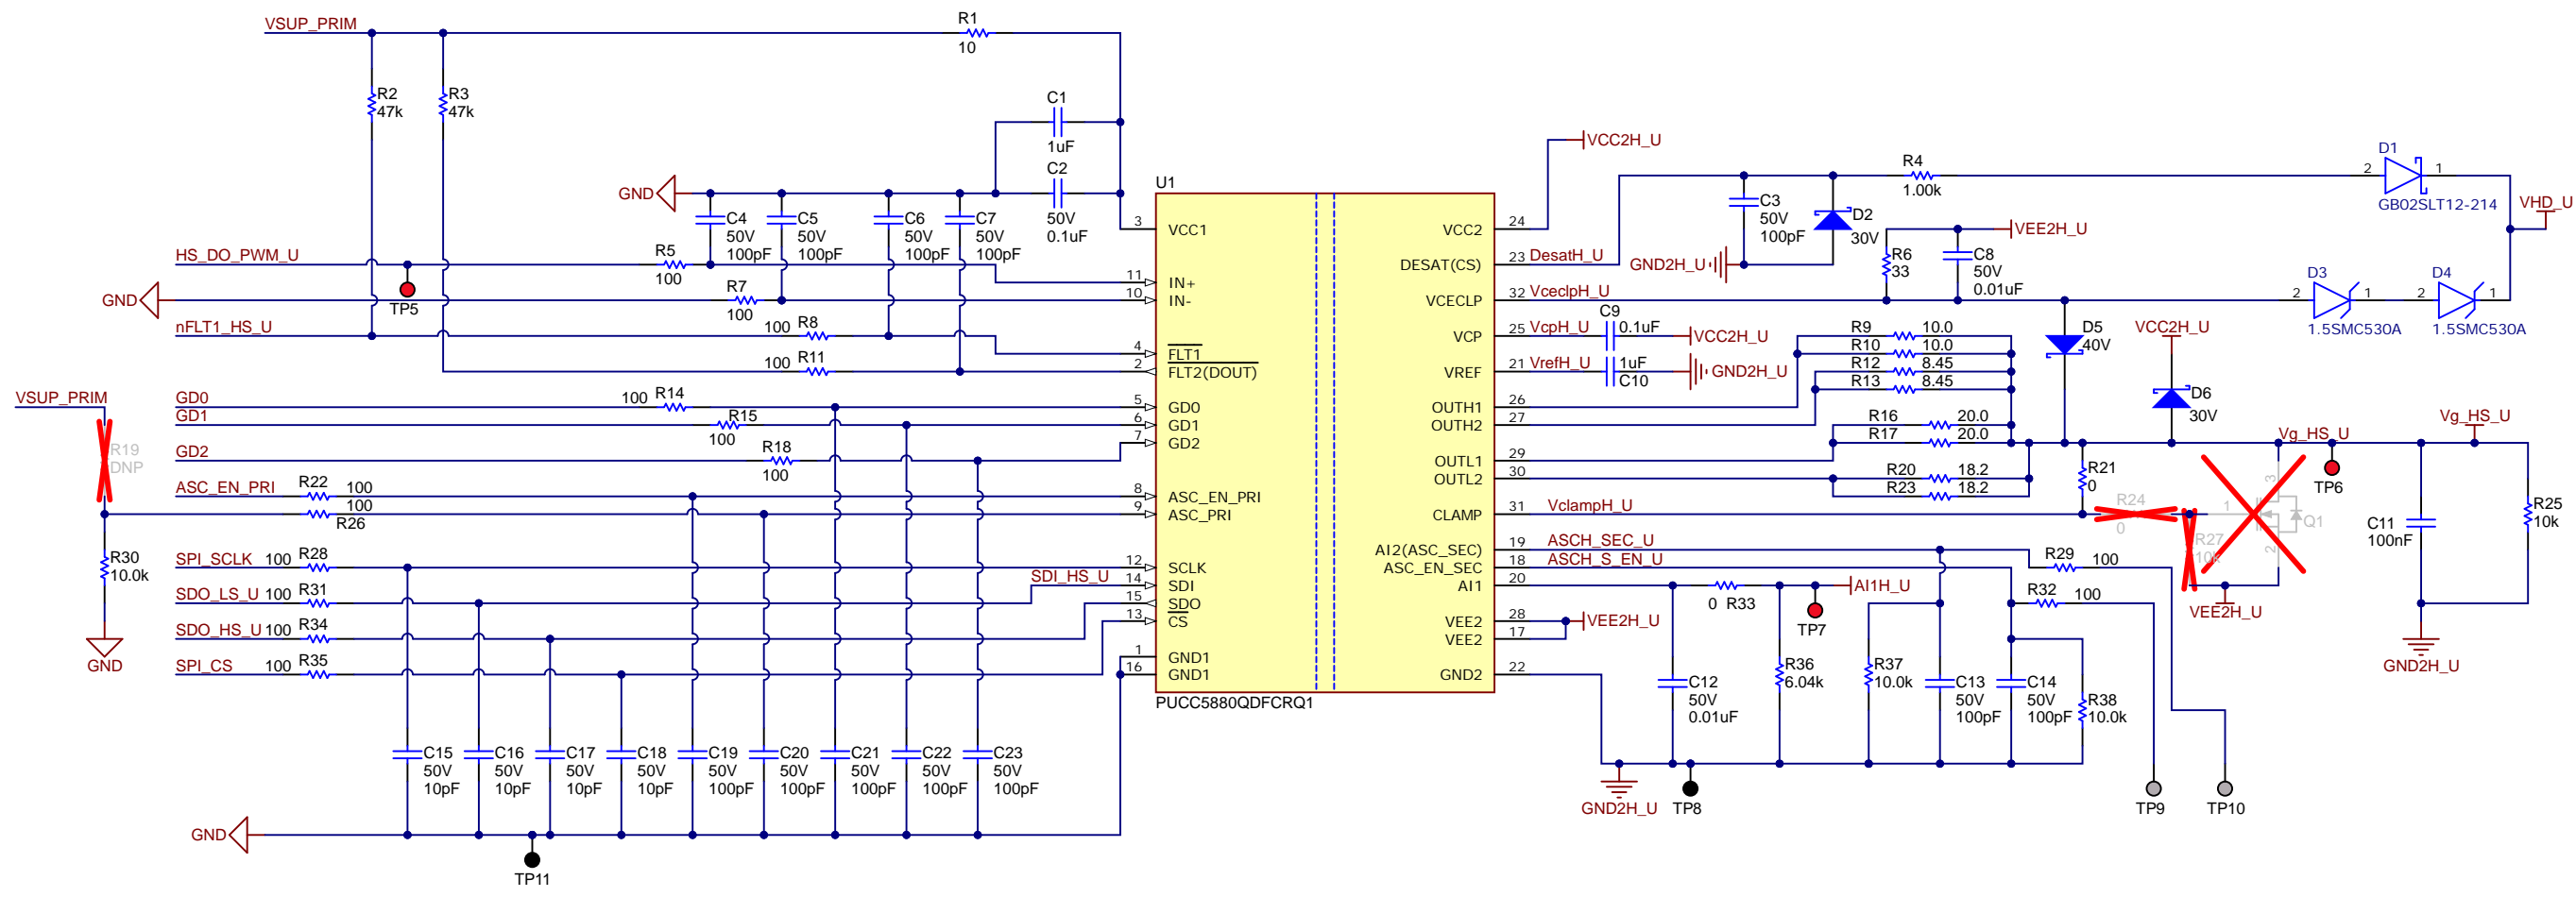 VSUP_PRIM
R1
10
R2
47k
R3
47k
C1
1uF
C2
50V
0.1uF
GND
C4
50V
100pF
C5
50V
100pF
C6
50V
100pF
C7
50V
100pF
HS_DO_PWM_U
TP5
R5
100
GND
R7
100
nFLT1_HS_U
100 R8
100 R11
VSUP_PRIM
R19
DNP
GD0
100 R14
GD1
R15
100
GD2
R18
100
ASC_EN_PRI
R22 100
100
R26
R30
10.0k
GND
SPI_SCLK 100 R28
SDO_LS_U 100 R31
SDI_HS_U
SDO_HS_U 100 R34
SPI_CS 100 R35
C15
50V
10pF
C16
50V
10pF
C17
50V
10pF
C18
50V
10pF
C19
50V
100pF
C20
50V
100pF
C21
50V
100pF
C22
50V
100pF
C23
50V
100pF
GND
TP11
U1
3 VCC1
11 IN+
10 IN-
4 FLT1
2 FLT2(DOUT)
5 GD0
6 GD1
7 GD2
8 ASC_EN_PRI
9 ASC_PRI
12 SCLK
14 SDI
15 SDO
13 CS
1 GND1
16 GND1
VCC2 24
DESAT(CS) 23 DesatH_U
VCECLP 32 VceclpH_U
VCP 25 VcpH_U
VREF 21 VrefH_U
OUTH1 26
OUTH2 27
OUTL1 29
OUTL2 30
CLAMP 31 VclampH_U
AI2(ASC_SEC) 19 ASCH_SEC_U
ASC_EN_SEC 18 ASCH_S_EN_U
AI1 20
VEE2 28
VEE2 17
GND2 22
PUCC5880QDFCRQ1
VCC2H_U
C3
50V
100pF
GND2H_U
D2
30V
R4
1.00k
D1
2 1
GB02SLT12-214
VHD_U
R6
33
C8
50V
0.01uF
VEE2H_U
D3
2 1
1.5SMC530A
D4
2 1
1.5SMC530A
C9
0.1uF
VCC2H_U
1uF
C10
GND2H_U
R9 10.0
R10 10.0
R12 8.45
R13 8.45
R16 20.0
R17 20.0
R20 18.2
R23 18.2
D5
40V
VCC2H_U
D6
30V
R21
0
R24
0
R27
10k
1
3
2
Q1
VEE2H_U
Vg_HS_U
TP6
Vg_HS_U
C11
100nF
R25
10k
GND2H_U
R29 100
R32 100
0 R33
AI1H_U
TP7
VEE2H_U
C12
50V
0.01uF
R36
6.04k
R37
10.0k
C13
50V
100pF
C14
50V
100pF
R38
10.0k
GND2H_U
TP8
TP9
TP10